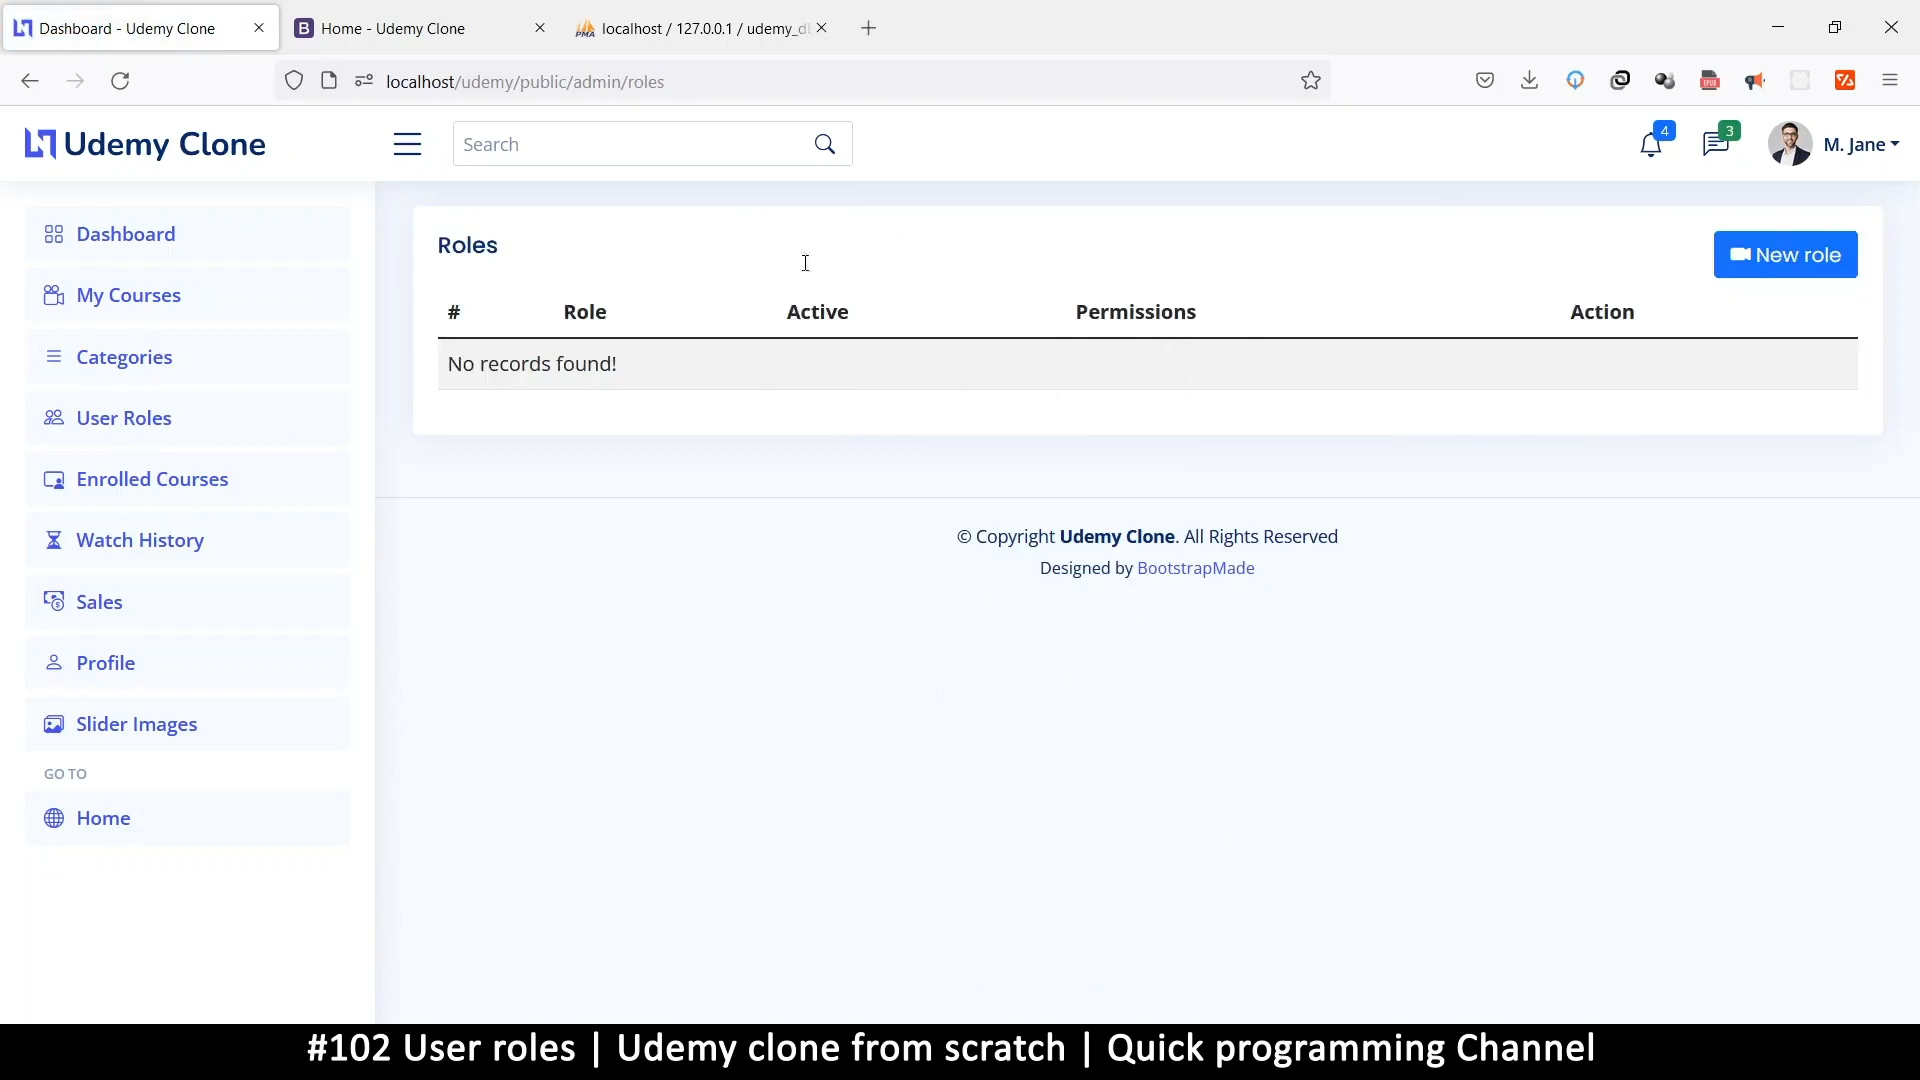 Dashboard - Udemy Clone
Home - Udemy Clone
localhost / 127.0.0.1 / udemy_d
localhost/udemy/public/admin/roles
Udemy Clone
Search
4
3
M. Jane
Dashboard
My Courses
Categories
User Roles
Enrolled Courses
Watch History
Sales
Profile
Slider Images
GO TO
Home
Roles
New role
# Role Active Permissions Action
No records found!
© Copyright Udemy Clone. All Rights Reserved
Designed by BootstrapMade
#102 User roles | Udemy clone from scratch | Quick programming Channel